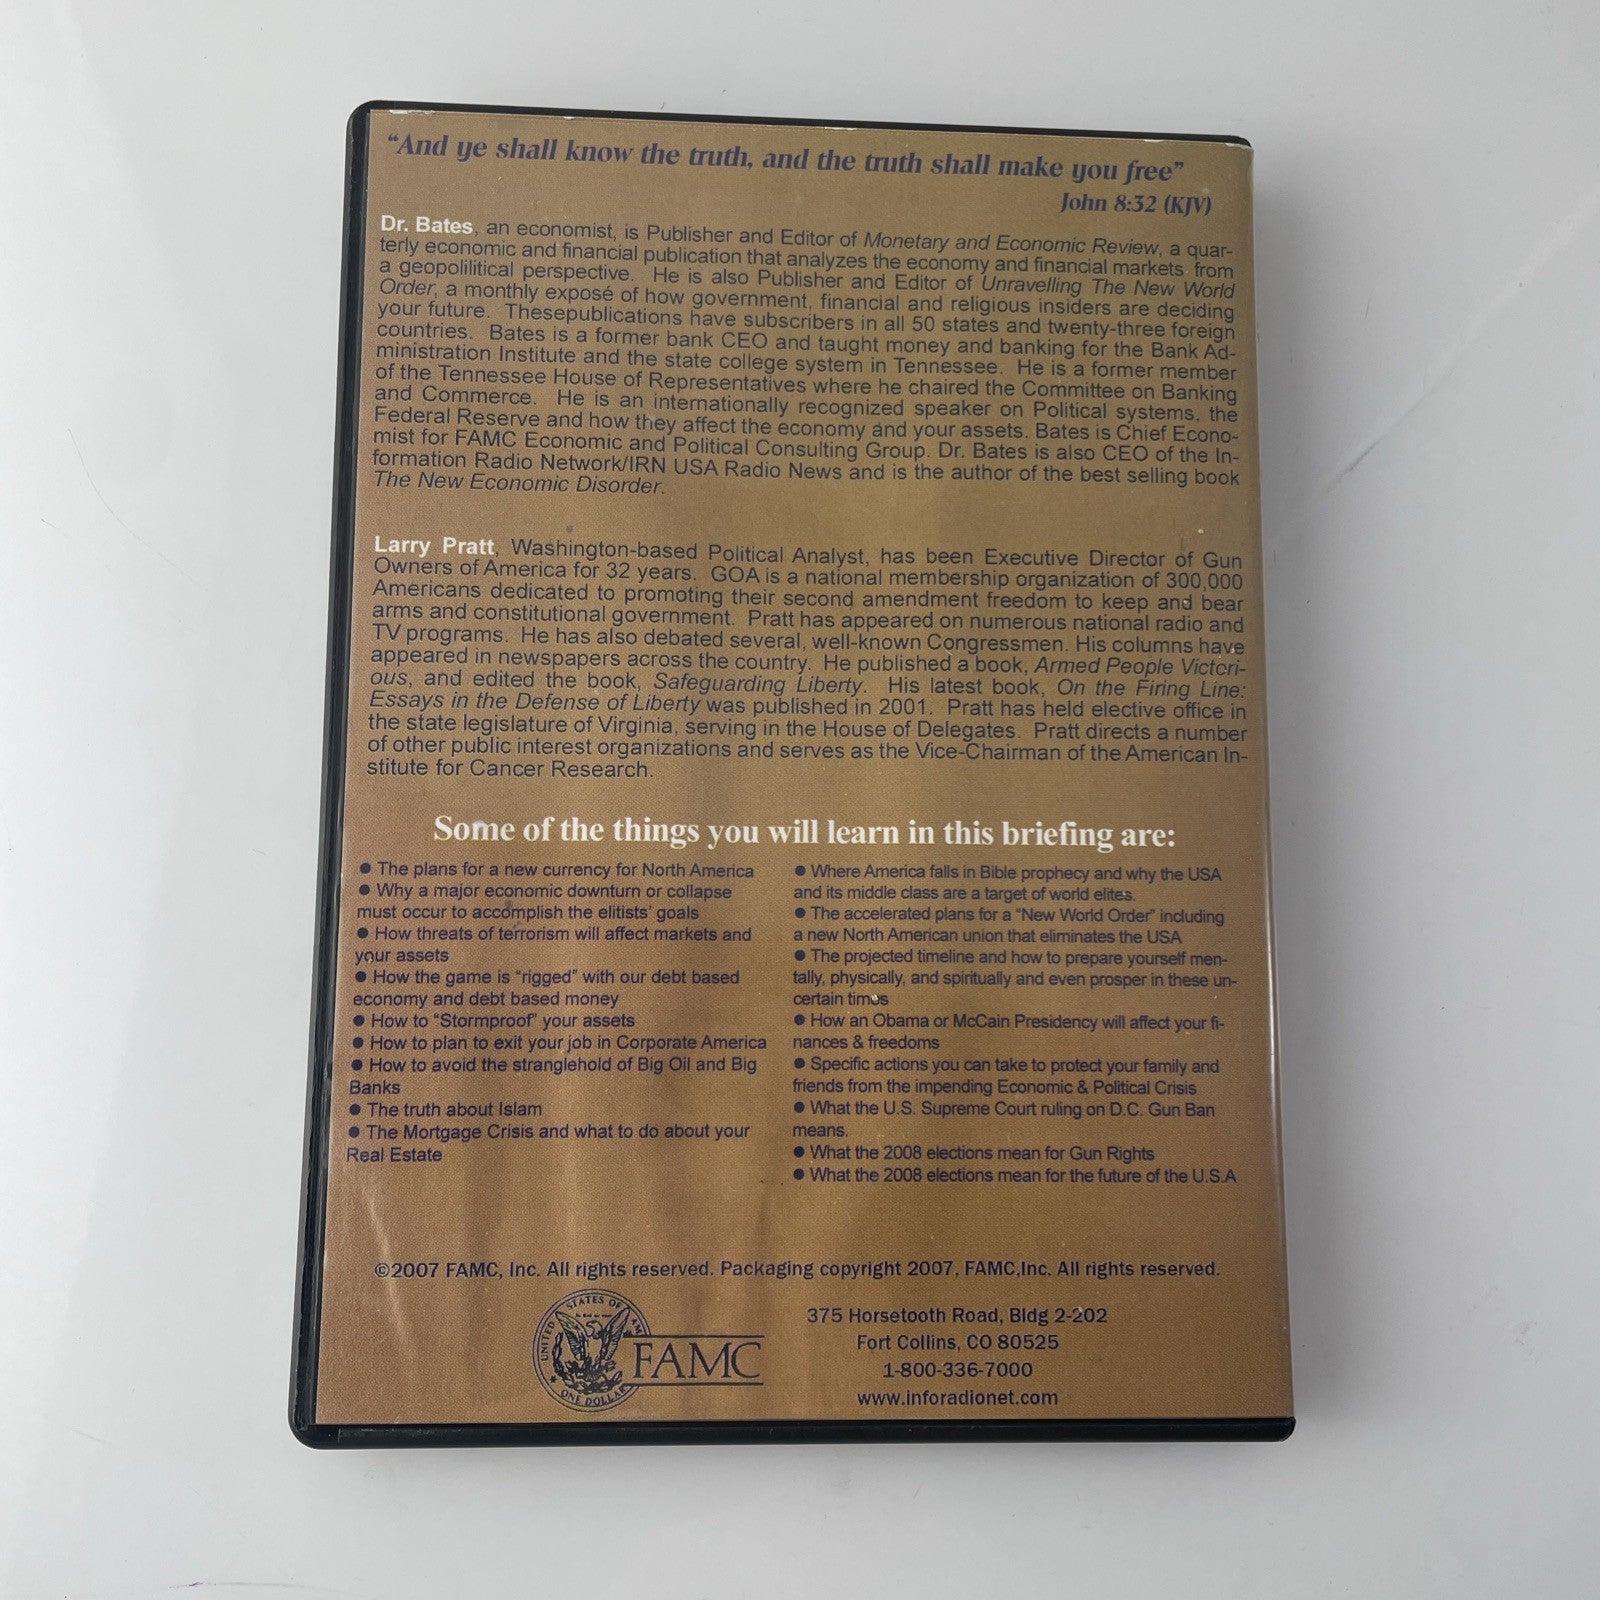 “And ye shall know the truth, and the truth shall make you free”
John 8:32 (KJV)
Dr. Bates, an economist, is Publisher and Editor of Monetary and Economic Review, a quar-
terly economic and financial publication that analyzes the economy and financial markets from
a geopolilitical perspective. He is also Publisher and Editor of Unravelling The New World
Order, a monthly exposé of how government, financial and religious insiders are deciding
your future. Thesepublications have subscribers in all 50 states and twenty-three foreign
countries. Bates is a former bank CEO and taught money and banking for the Bank Ad-
ministration Institute and the state college system in Tennessee. He is a former member
of the Tennessee House of Representatives where he chaired the Committee on Banking
and Commerce. He is an internationally recognized speaker on Political systems, the
Federal Reserve and how they affect the economy and your assets. Bates is Chief Econo-
mist for FAMC Economic and Political Consulting Group. Dr. Bates is also CEO of the In-
formation Radio Network/IRN USA Radio News and is the author of the best selling book
The New Economic Disorder.
Larry Pratt, Washington-based Political Analyst, has been Executive Director of Gun
Owners of America for 32 years. GOA is a national membership organization of 300,000
Americans dedicated to promoting their second amendment freedom to keep and bear
arms and constitutional government. Pratt has appeared on numerous national radio and
TV programs. He has also debated several, well-known Congressmen. His columns have
appeared in newspapers across the country. He published a book, Armed People Victori-
ous, and edited the book, Safeguarding Liberty. His latest book, On the Firing Line:
Essays in the Defense of Liberty was published in 2001. Pratt has held elective office in
the state legislature of Virginia, serving in the House of Delegates. Pratt directs a number
of other public interest organizations and serves as the Vice-Chairman of the American In-
stitute for Cancer Research.
Some of the things you will learn in this briefing are:
● The plans for a new currency for North America
● Why a major economic downturn or collapse
must occur to accomplish the elitists’ goals
● How threats of terrorism will affect markets and
your assets
● How the game is “rigged” with our debt based
economy and debt based money
● How to “Stormproof” your assets
● How to plan to exit your job in Corporate America
● How to avoid the stranglehold of Big Oil and Big
Banks
● The truth about Islam
● The Mortgage Crisis and what to do about your
Real Estate
● Where America falls in Bible prophecy and why the USA
and its middle class are a target of world elites.
● The accelerated plans for a “New World Order” including
a new North American union that eliminates the USA
● The projected timeline and how to prepare yourself men-
tally, physically, and spiritually and even prosper in these un-
certain times
● How an Obama or McCain Presidency will affect your fi-
nances & freedoms
● Specific actions you can take to protect your family and
friends from the impending Economic & Political Crisis
● What the U.S. Supreme Court ruling on D.C. Gun Ban
means.
● What the 2008 elections mean for Gun Rights
● What the 2008 elections mean for the future of the U.S.A
©2007 FAMC, Inc. All rights reserved. Packaging copyright 2007, FAMC,Inc. All rights reserved.
UNITED STATES OF AM
ONE DOLLAR
FAMC
375 Horsetooth Road, Bldg 2-202
Fort Collins, CO 80525
1-800-336-7000
www.inforadionet.com